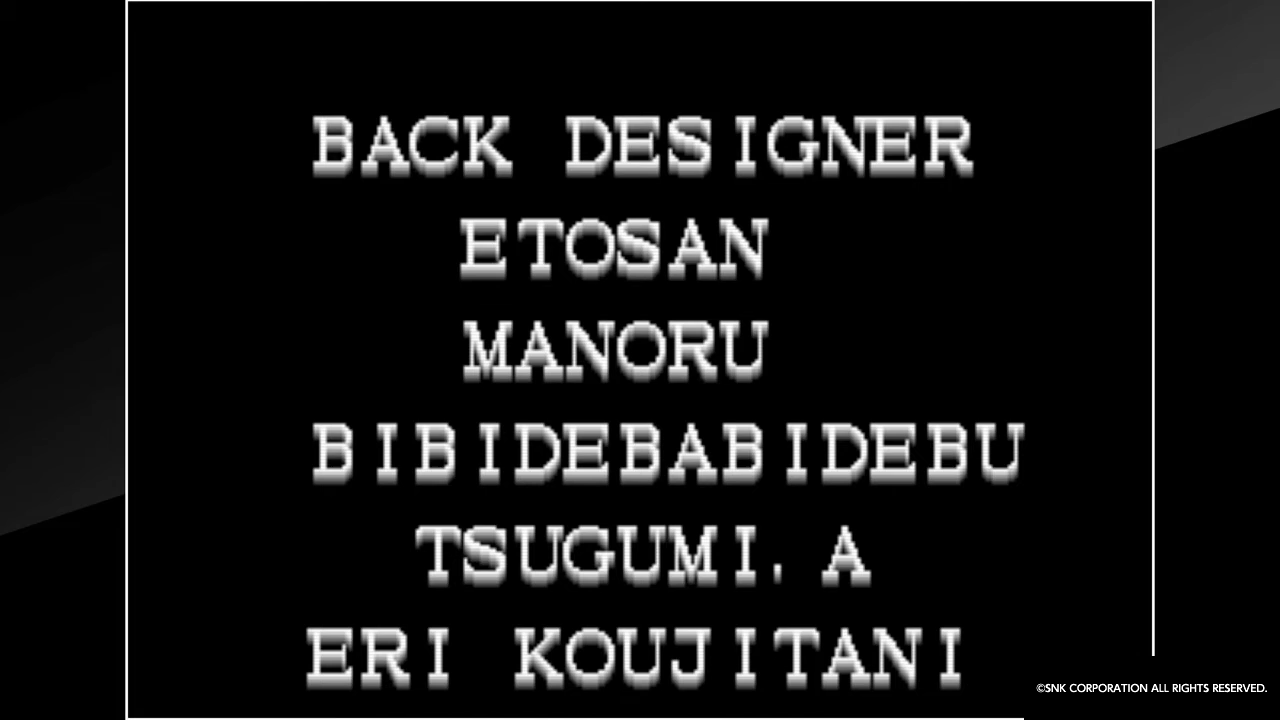 BACK DESIGNER
ETOSAN
MANORU
BIBIDEBABIDEBU
TSUGUMI. A
ERI KOUJITANI
©SNK CORPORATION ALL RIGHTS RESERVED.